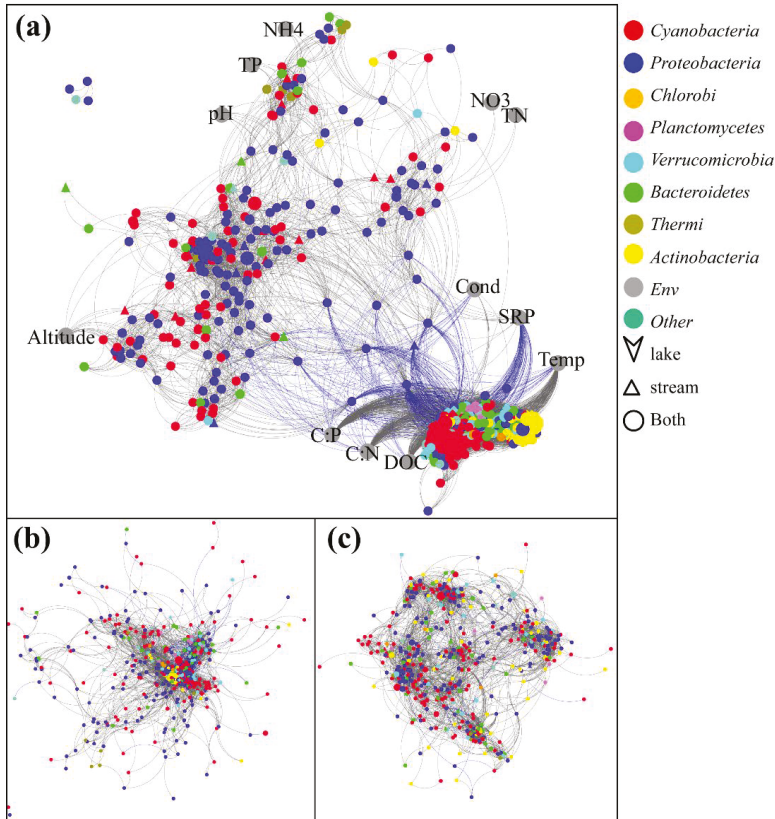 (a)
NH4
TP
pH
NO3
TN
Cond
SRP
Temp
Altitude
C:P
C:N
DOC
Cyanobacteria
Proteobacteria
Chlorobi
Planctomycetes
Verrucomicrobia
Bacteroidetes
Thermi
Actinobacteria
Env
Other
lake
stream
Both
(b)
(c)